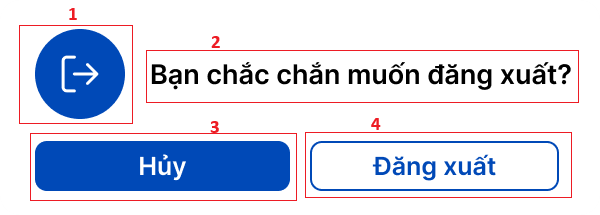 1
2
Bạn chắc chắn muốn đăng xuất?
3
4
Hủy
Đăng xuất